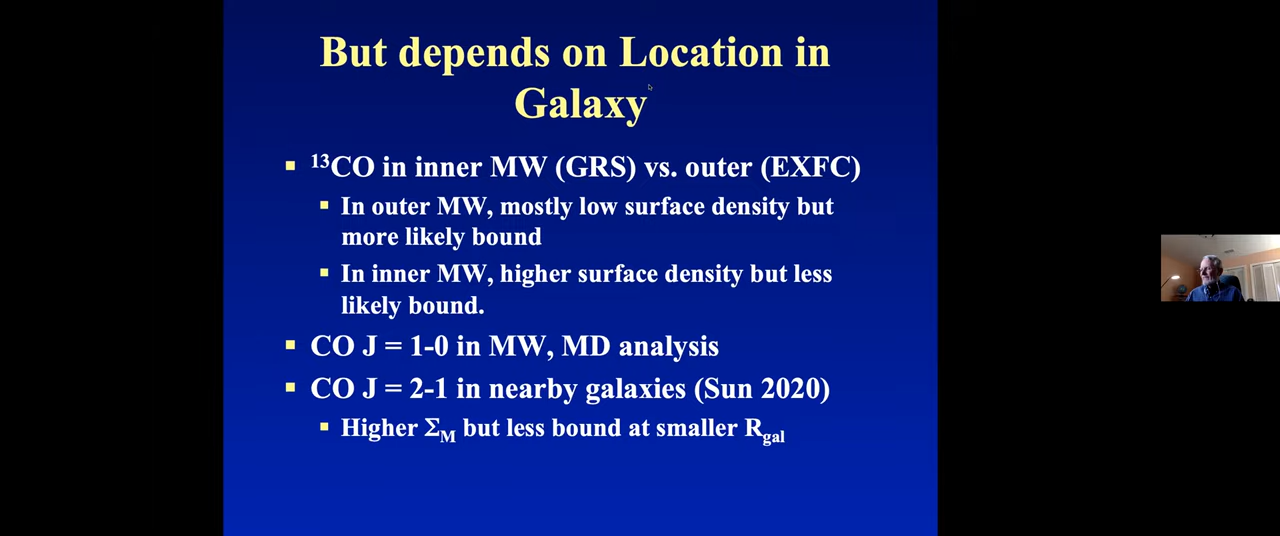 But depends on Location in
Galaxy
▪ ¹³CO in inner MW (GRS) vs. outer (EXFC)
▪ In outer MW, mostly low surface density but
more likely bound
▪ In inner MW, higher surface density but less
likely bound.
▪ CO J = 1-0 in MW, MD analysis
▪ CO J = 2-1 in nearby galaxies (Sun 2020)
▪ Higher Σ_M but less bound at smaller R_gal